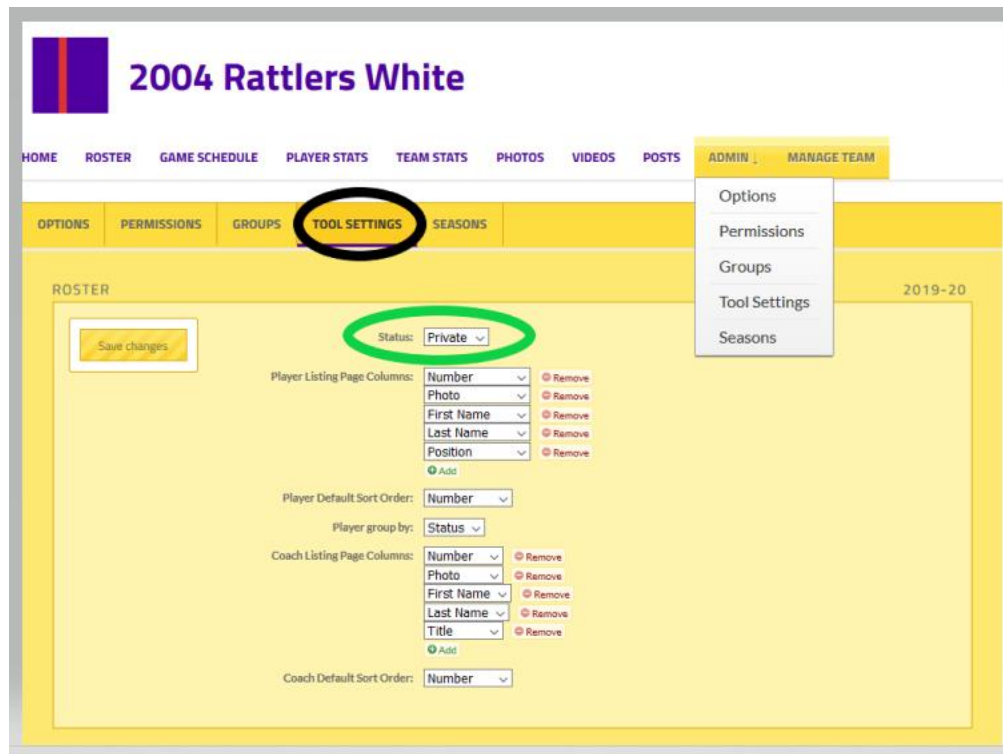 2004 Rattlers White
HOME ROSTER GAME SCHEDULE PLAYER STATS TEAM STATS PHOTOS VIDEOS POSTS ADMIN ↓ MANAGE TEAM
Options
Permissions
Groups
Tool Settings
Seasons
OPTIONS PERMISSIONS GROUPS TOOL SETTINGS SEASONS
ROSTER 2019-20
Save changes
Status: Private
Player Listing Page Columns: Number Remove
Photo Remove
First Name Remove
Last Name Remove
Position Remove
Add
Player Default Sort Order: Number
Player group by: Status
Coach Listing Page Columns: Number Remove
Photo Remove
First Name Remove
Last Name Remove
Title Remove
Add
Coach Default Sort Order: Number